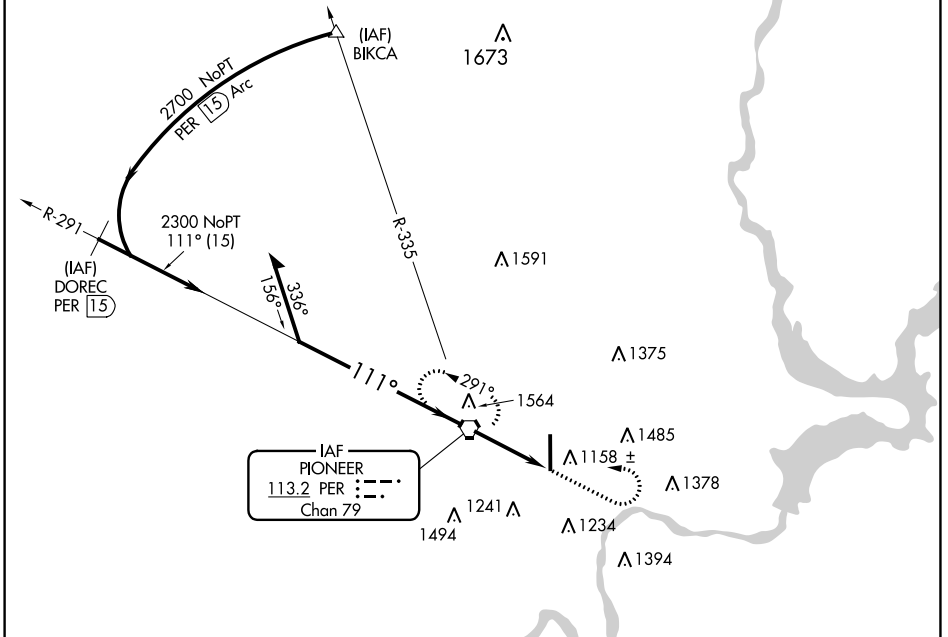 (IAF)
BIKCA
1673
2700 NoPT
PER 15 Arc
R-291
2300 NoPT
111° (15)
(IAF)
DOREC
PER 15
R-335
336°
156°
1591
1375
111°
291°
1564
IAF
PIONEER
113.2 PER
Chan 79
1485
1158 ±
1378
1241
1494
1234
1394